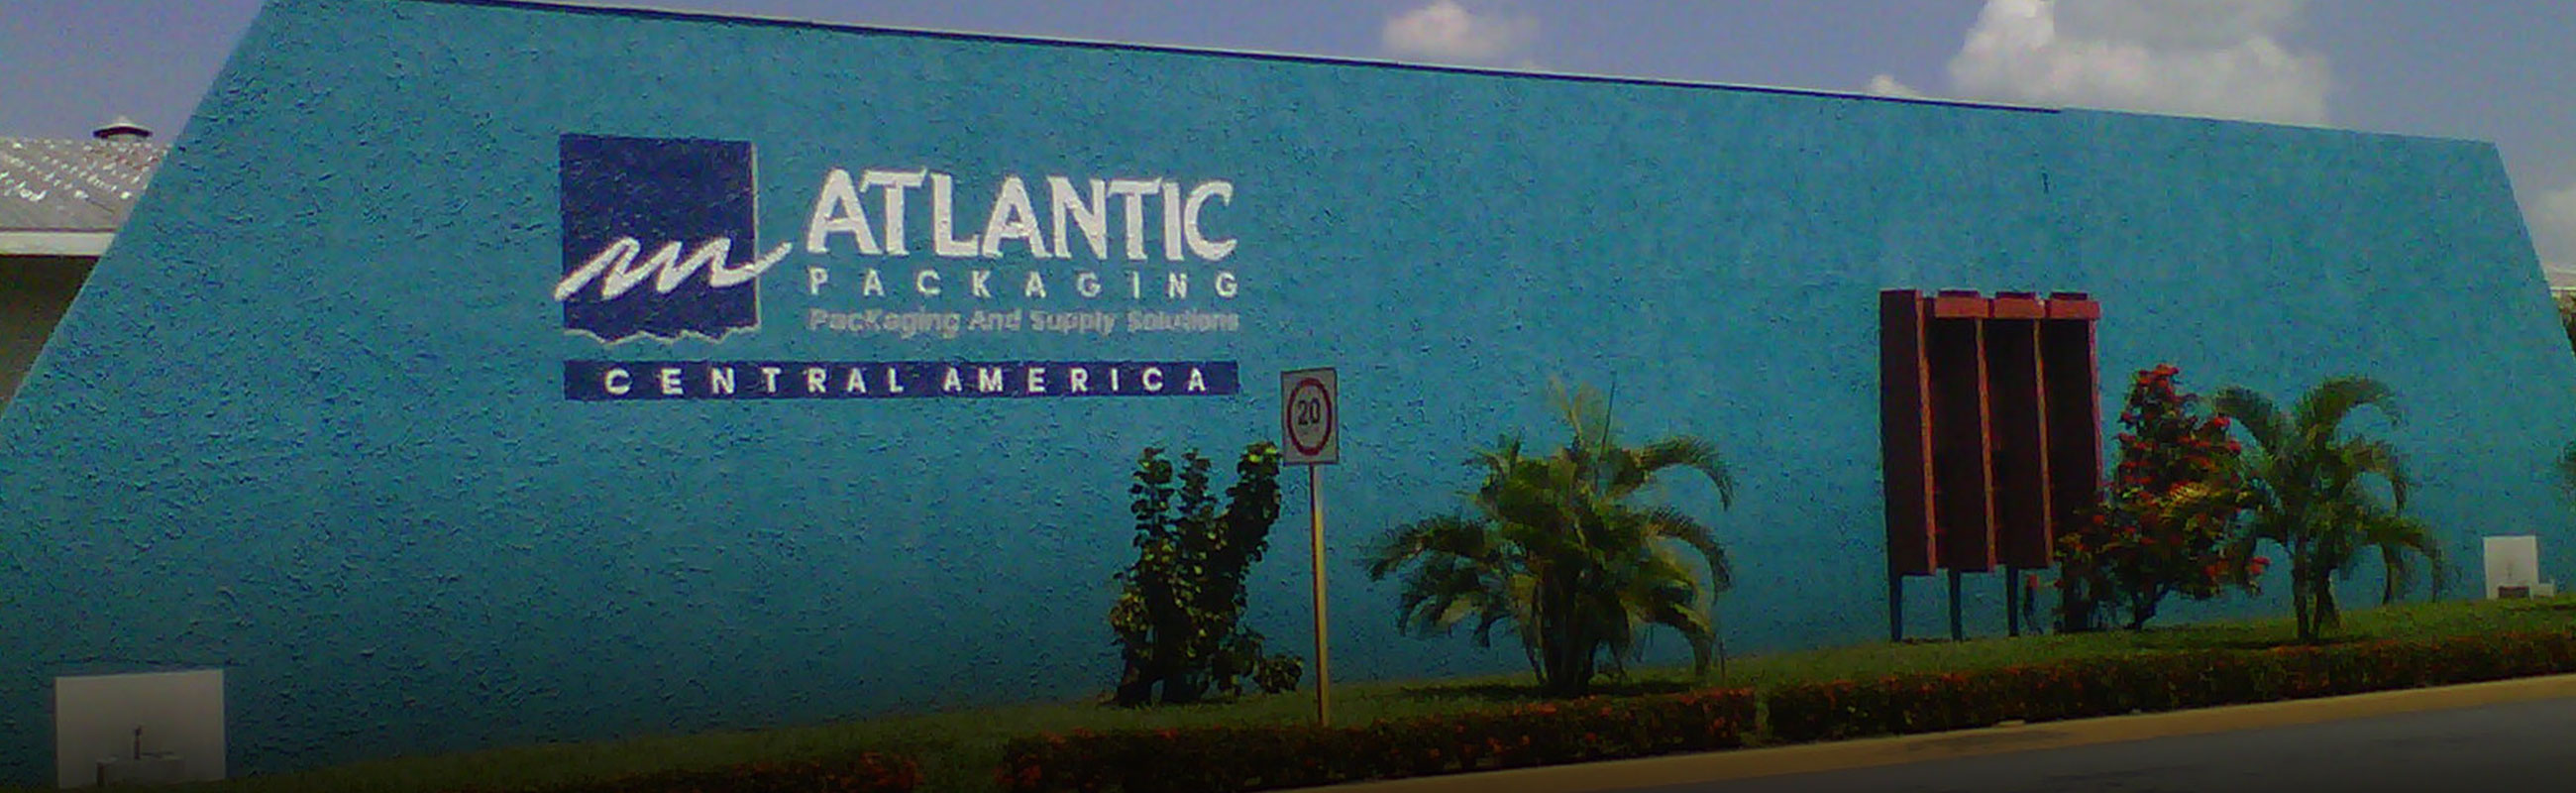 ATLANTIC
PACKAGING
Packaging And Supply Solutions
CENTRAL AMERICA
20